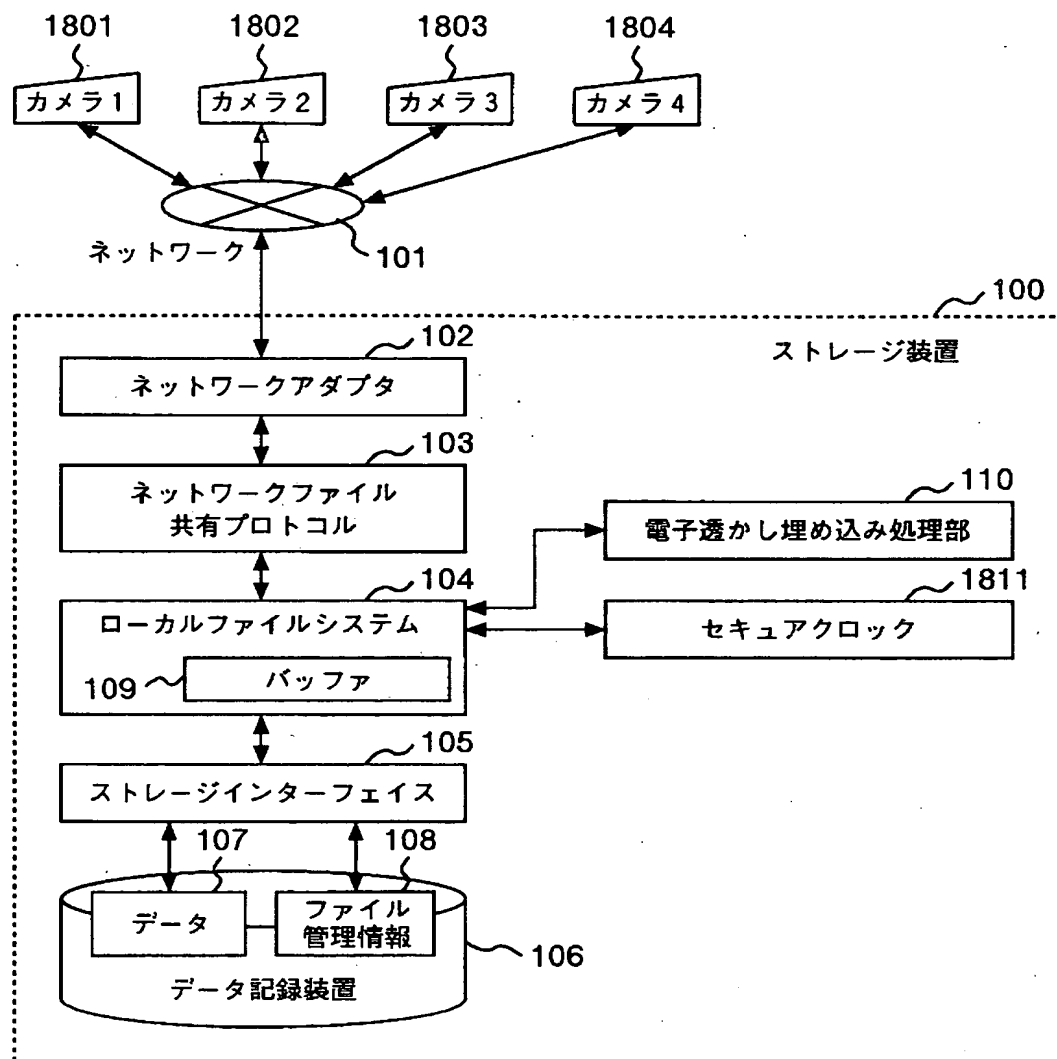 1801
1802
1803
1804
カメラ1
カメラ2
カメラ3
カメラ4
ネットワーク
101
100
ストレージ装置
102
ネットワークアダプタ
103
ネットワークファイル
共有プロトコル
110
電子透かし埋め込み処理部
104
ローカルファイルシステム
1811
セキュアクロック
109
バッファ
105
ストレージインターフェイス
107
108
データ
ファイル
管理情報
106
データ記録装置